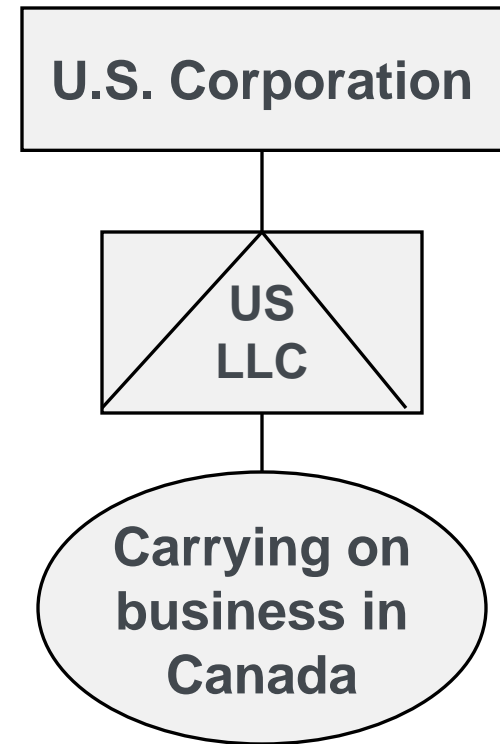 U.S. Corporation
US
LLC
Carrying on
business in
Canada